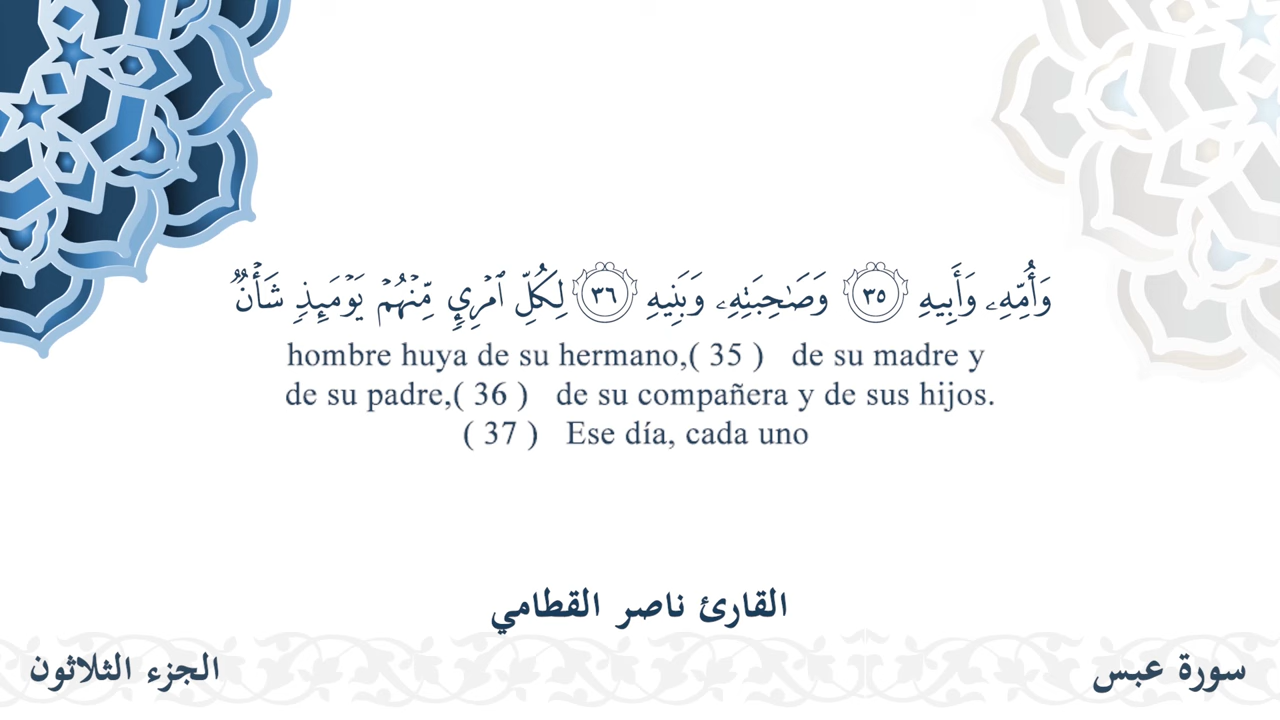 وَأُمِّهِۦ وَأَبِيهِ ٣٥ وَصَٰحِبَتِهِۦ وَبَنِيهِ ٣٦ لِكُلِّ ٱمۡرِيٕٖ مِّنۡهُمۡ يَوۡمَئِذٖ شَأۡنٞ
hombre huya de su hermano,( 35 ) de su madre y
de su padre,( 36 ) de su compañera y de sus hijos.
( 37 ) Ese día, cada uno
القارئ ناصر القطامي
سورة عبس
الجزء الثلاثون